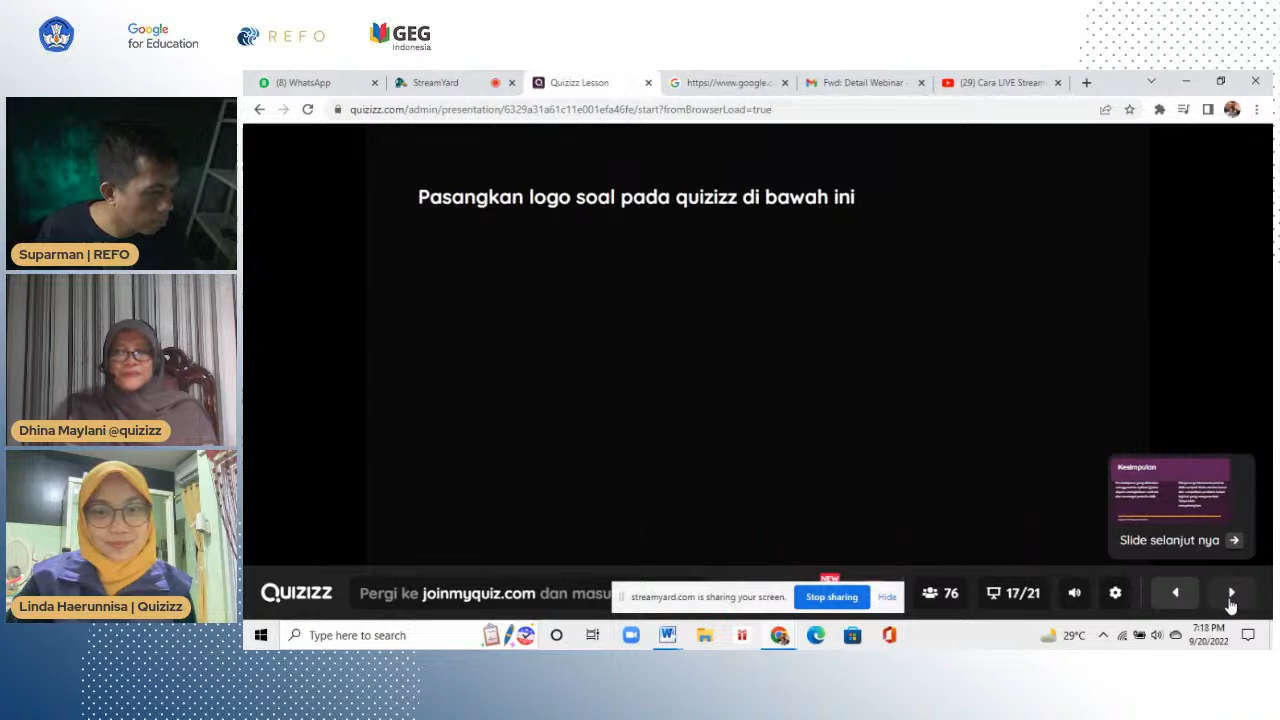 Google
for Education
REFO
GEG
Indonesia
(8) WhatsApp
StreamYard
Quizizz Lesson
https://www.google.c
Fwd: Detail Webinar
(29) Cara LIVE Stream
quizizz.com/admin/presentation/6329a31a61c11e001efa46fe/start?fromBrowserLoad=true
Suparman | REFO
Dhina Maylani @quizizz
Linda Haerunnisa | Quizizz
Pasangkan logo soal pada quizizz di bawah ini
Kesimpulan
Slide selanjut nya
QUIZIZZ
Pergi ke joinmyquiz.com dan masu
streamyard.com is sharing your screen.
Stop sharing
Hide
NEW
76
17/21
Type here to search
29°C
7:18 PM
9/20/2022